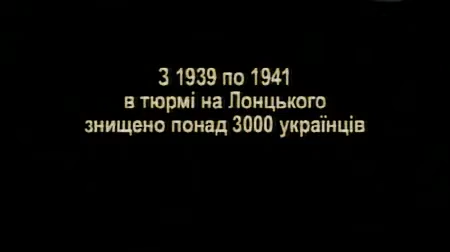 З 1939 по 1941
в тюрмі на Лонцького
знищено понад 3000 українців